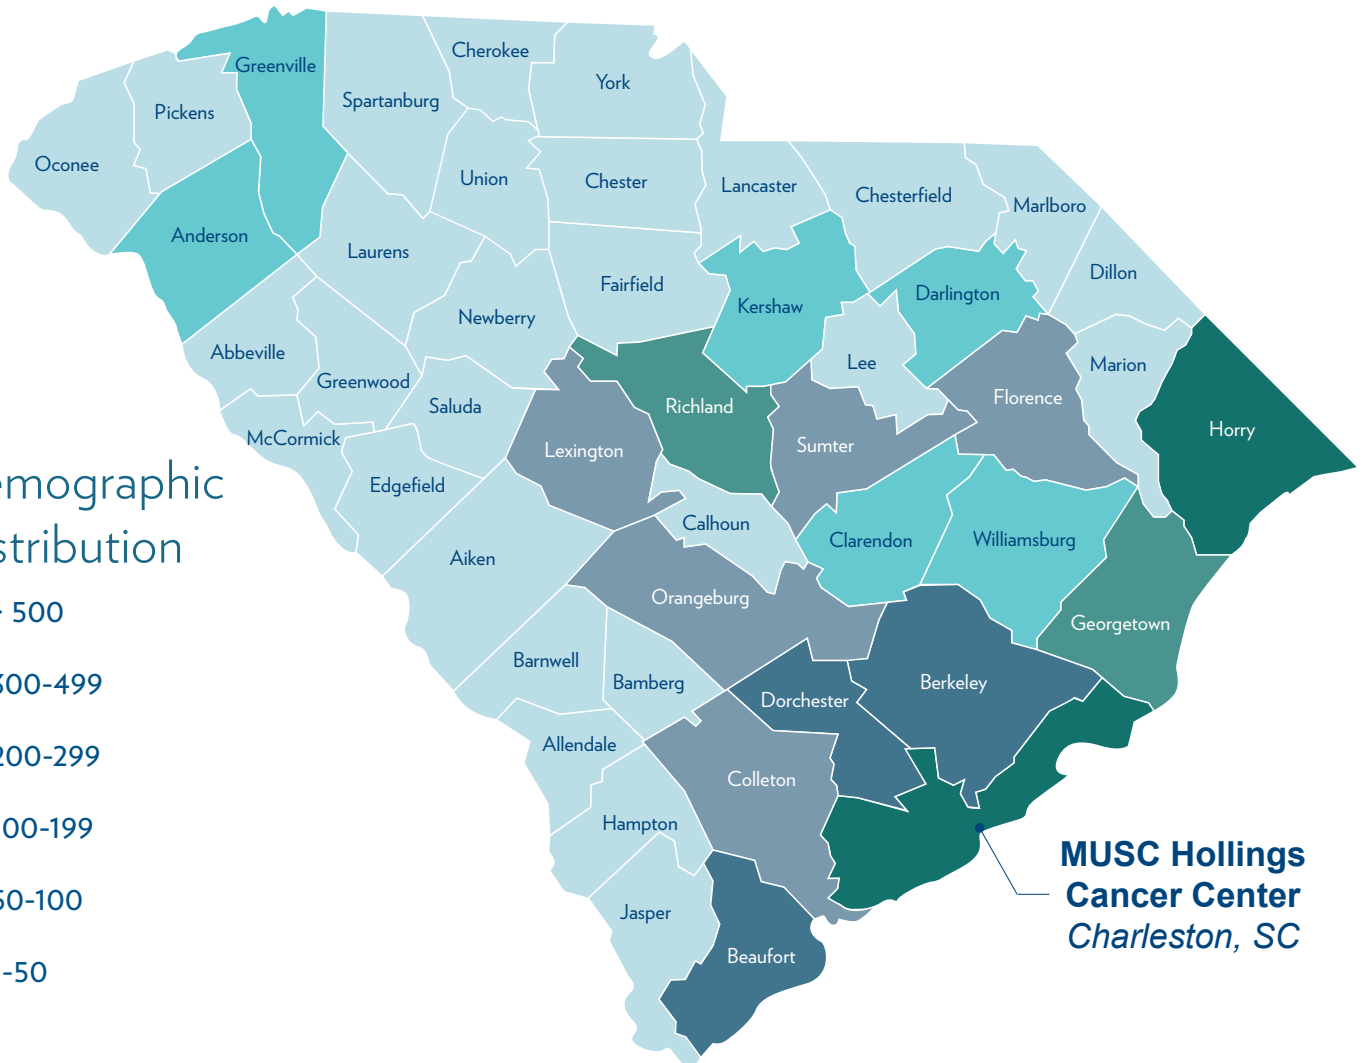 Cherokee
Greenville
York
Spartanburg
Pickens
Oconee
Union
Chester
Lancaster
Chesterfield
Marlboro
Anderson
Laurens
Dillon
Fairfield
Darlington
Kershaw
Newberry
Abbeville
Lee
Marion
Greenwood
Florence
Saluda
Richland
Horry
McCormick
Lexington
Sumter
Edgefield
emographic
stribution
Calhoun
Clarendon
Williamsburg
Aiken
Orangeburg
> 500
Georgetown
Barnwell
Bamberg
Berkeley
300-499
Dorchester
Allendale
200-299
Colleton
Hampton
00-199
MUSC Hollings
Cancer Center
Charleston, SC
50-100
Jasper
Beaufort
-50